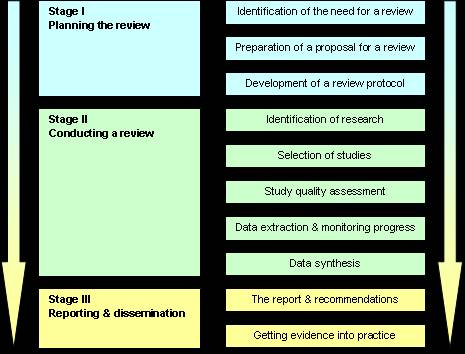 Stage I
Planning the review
Identification of the need for a review
Preparation of a proposal for a review
Development of a review protocol
Stage II
Conducting a review
Identification of research
Selection of studies
Study quality assessment
Data extraction & monitoring progress
Data synthesis
Stage III
Reporting & dissemination
The report & recommendations
Getting evidence into practice